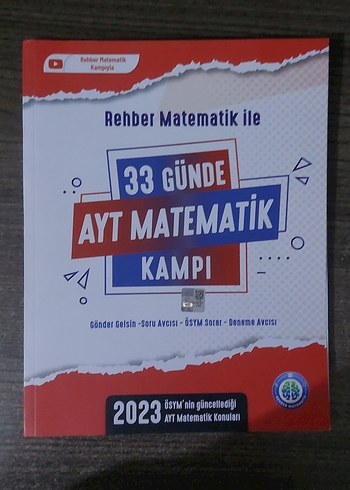 Rehber Matematik
Kampıyla
Rehber Matematik ile
33 GÜNDE
AYT MATEMATİK
KAMPI
Gönder Gelsin - Soru Avcısı - ÖSYM Sorar - Deneme Avcısı
2023 ÖSYM'nin güncellediği
AYT Matematik Konuları